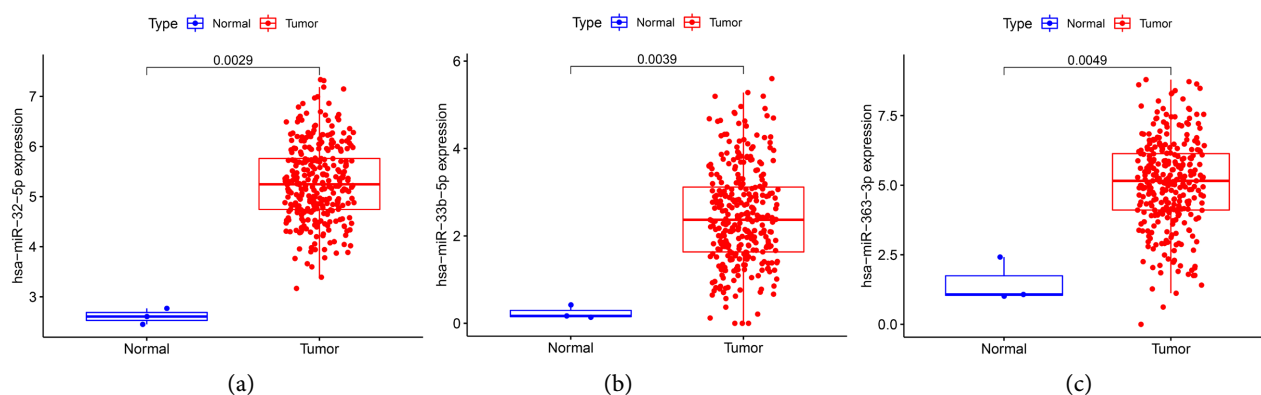 Type Normal Tumor
hsa−miR−32−5p expression
7
6
5
4
3
0.0029
Normal Tumor
(a)
Type Normal Tumor
hsa−miR−33b−5p expression
6
4
2
0
0.0039
Normal Tumor
(b)
Type Normal Tumor
hsa−miR−363−3p expression
7.5
5.0
2.5
0.0
0.0049
Normal Tumor
(c)